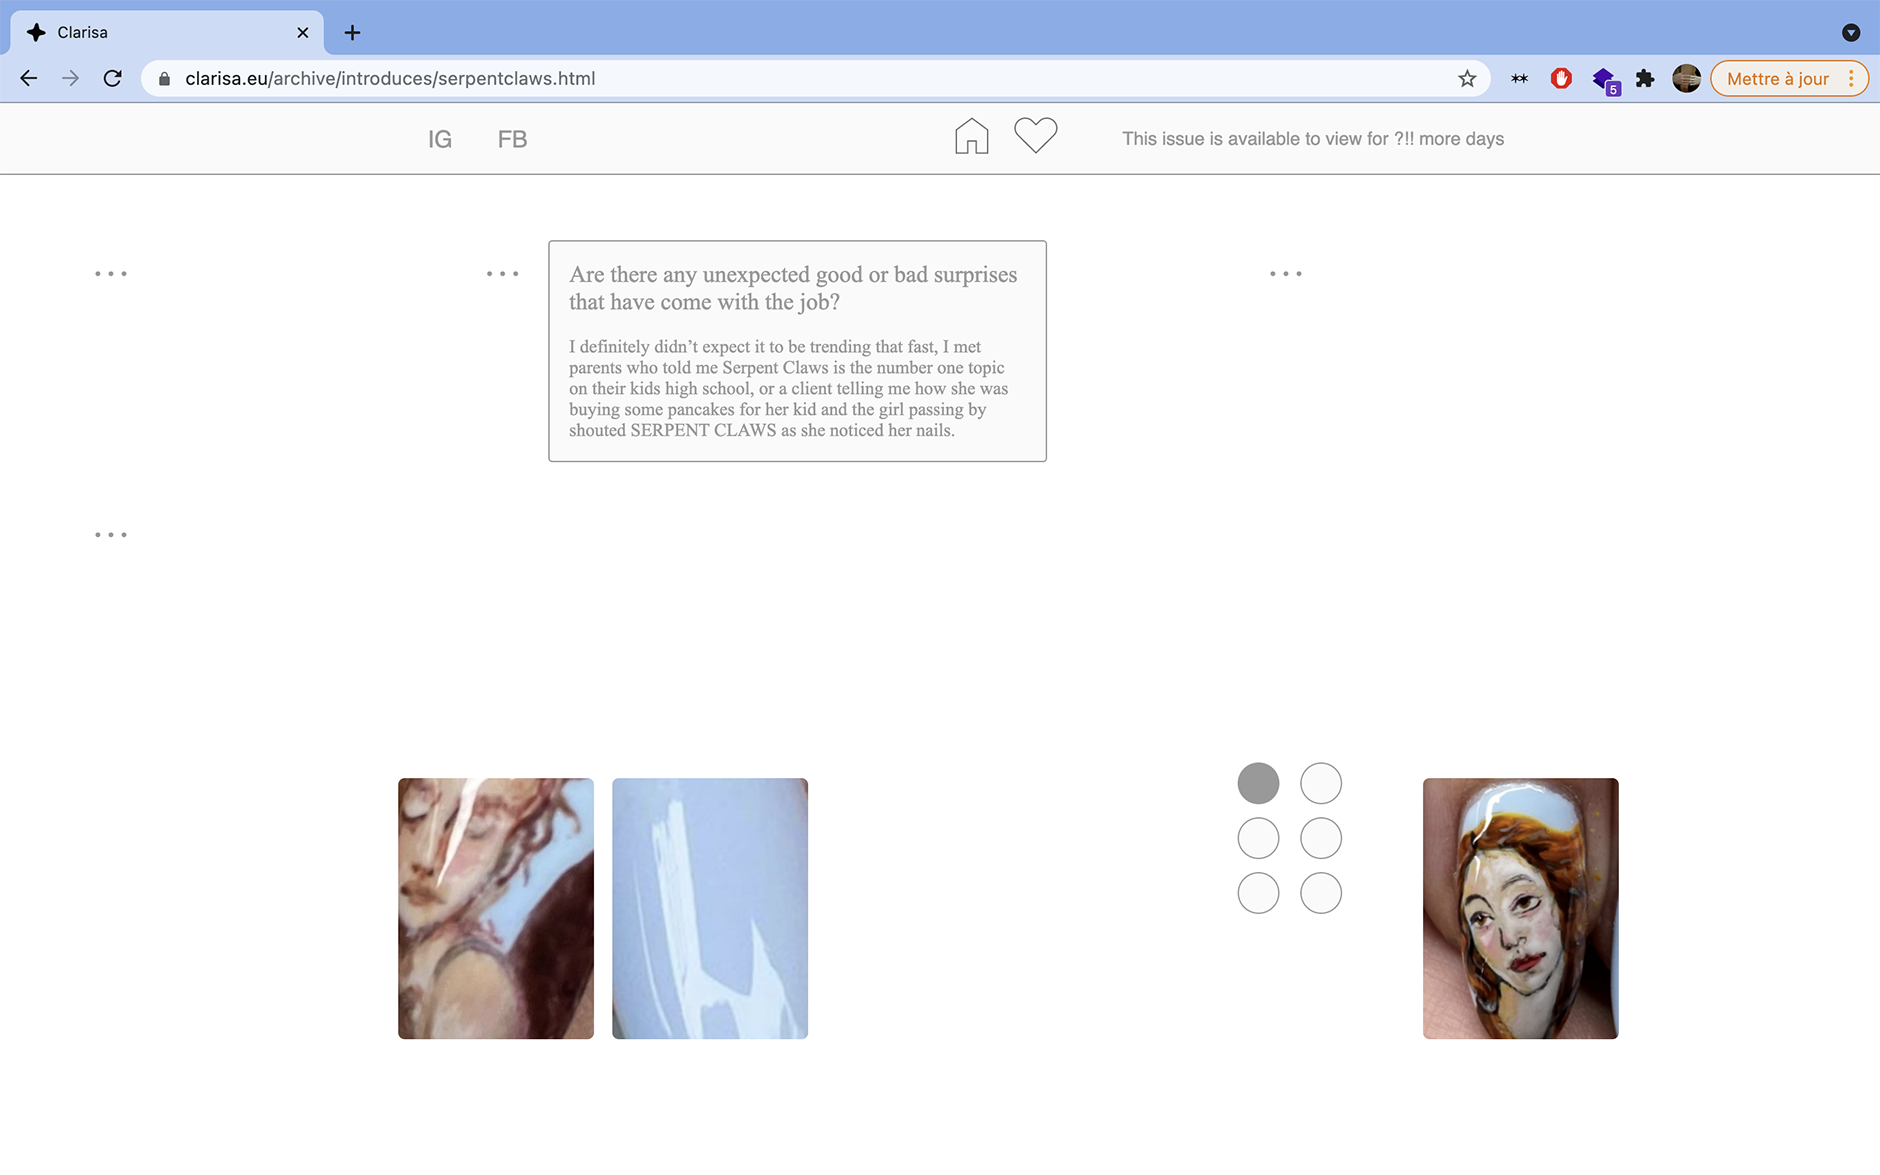 Clarisa
clarisa.eu/archive/introduces/serpentclaws.html
5
Mettre à jour
IG
FB
This issue is available to view for ?!! more days
...
...
Are there any unexpected good or bad surprises
that have come with the job?
I definitely didn’t expect it to be trending that fast, I met
parents who told me Serpent Claws is the number one topic
on their kids high school, or a client telling me how she was
buying some pancakes for her kid and the girl passing by
shouted SERPENT CLAWS as she noticed her nails.
...
...